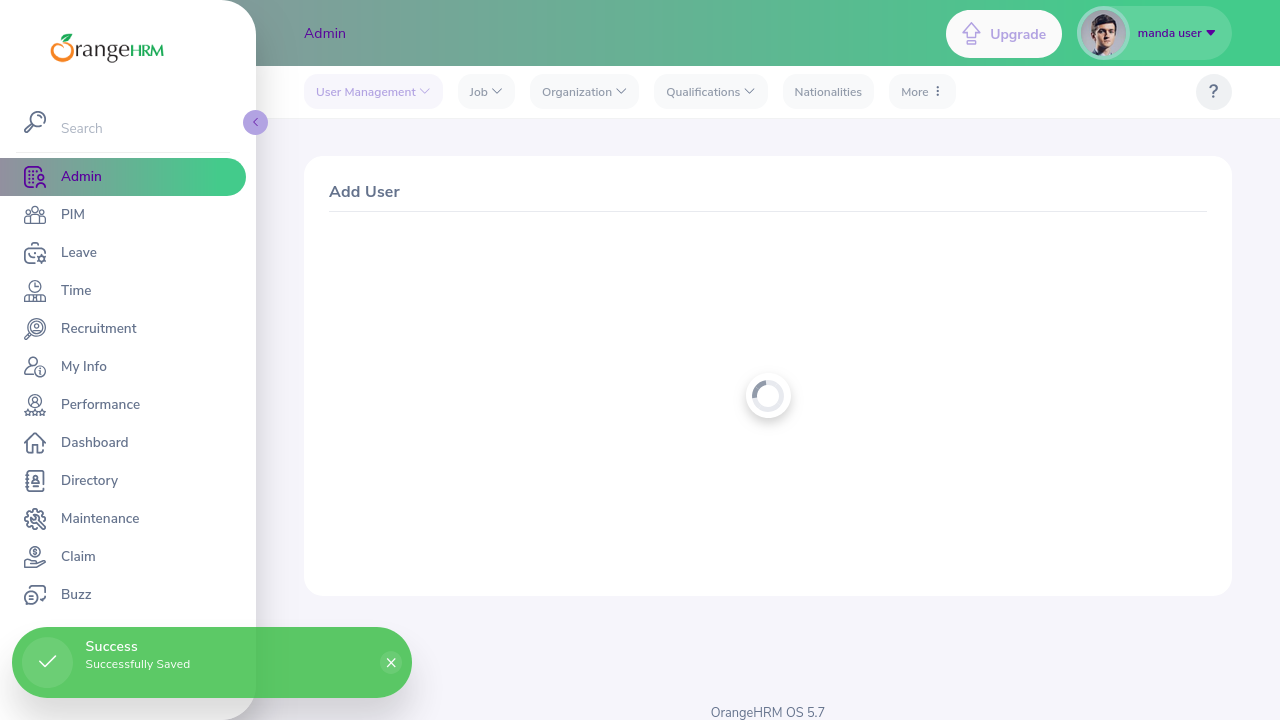 OrangeHRM
Search
Admin
PIM
Leave
Time
Recruitment
My Info
Performance
Dashboard
Directory
Maintenance
Claim
Buzz
Admin
Upgrade
manda user
User Management
Job
Organization
Qualifications
Nationalities
More
?
Add User
Success
Successfully Saved
OrangeHRM OS 5.7